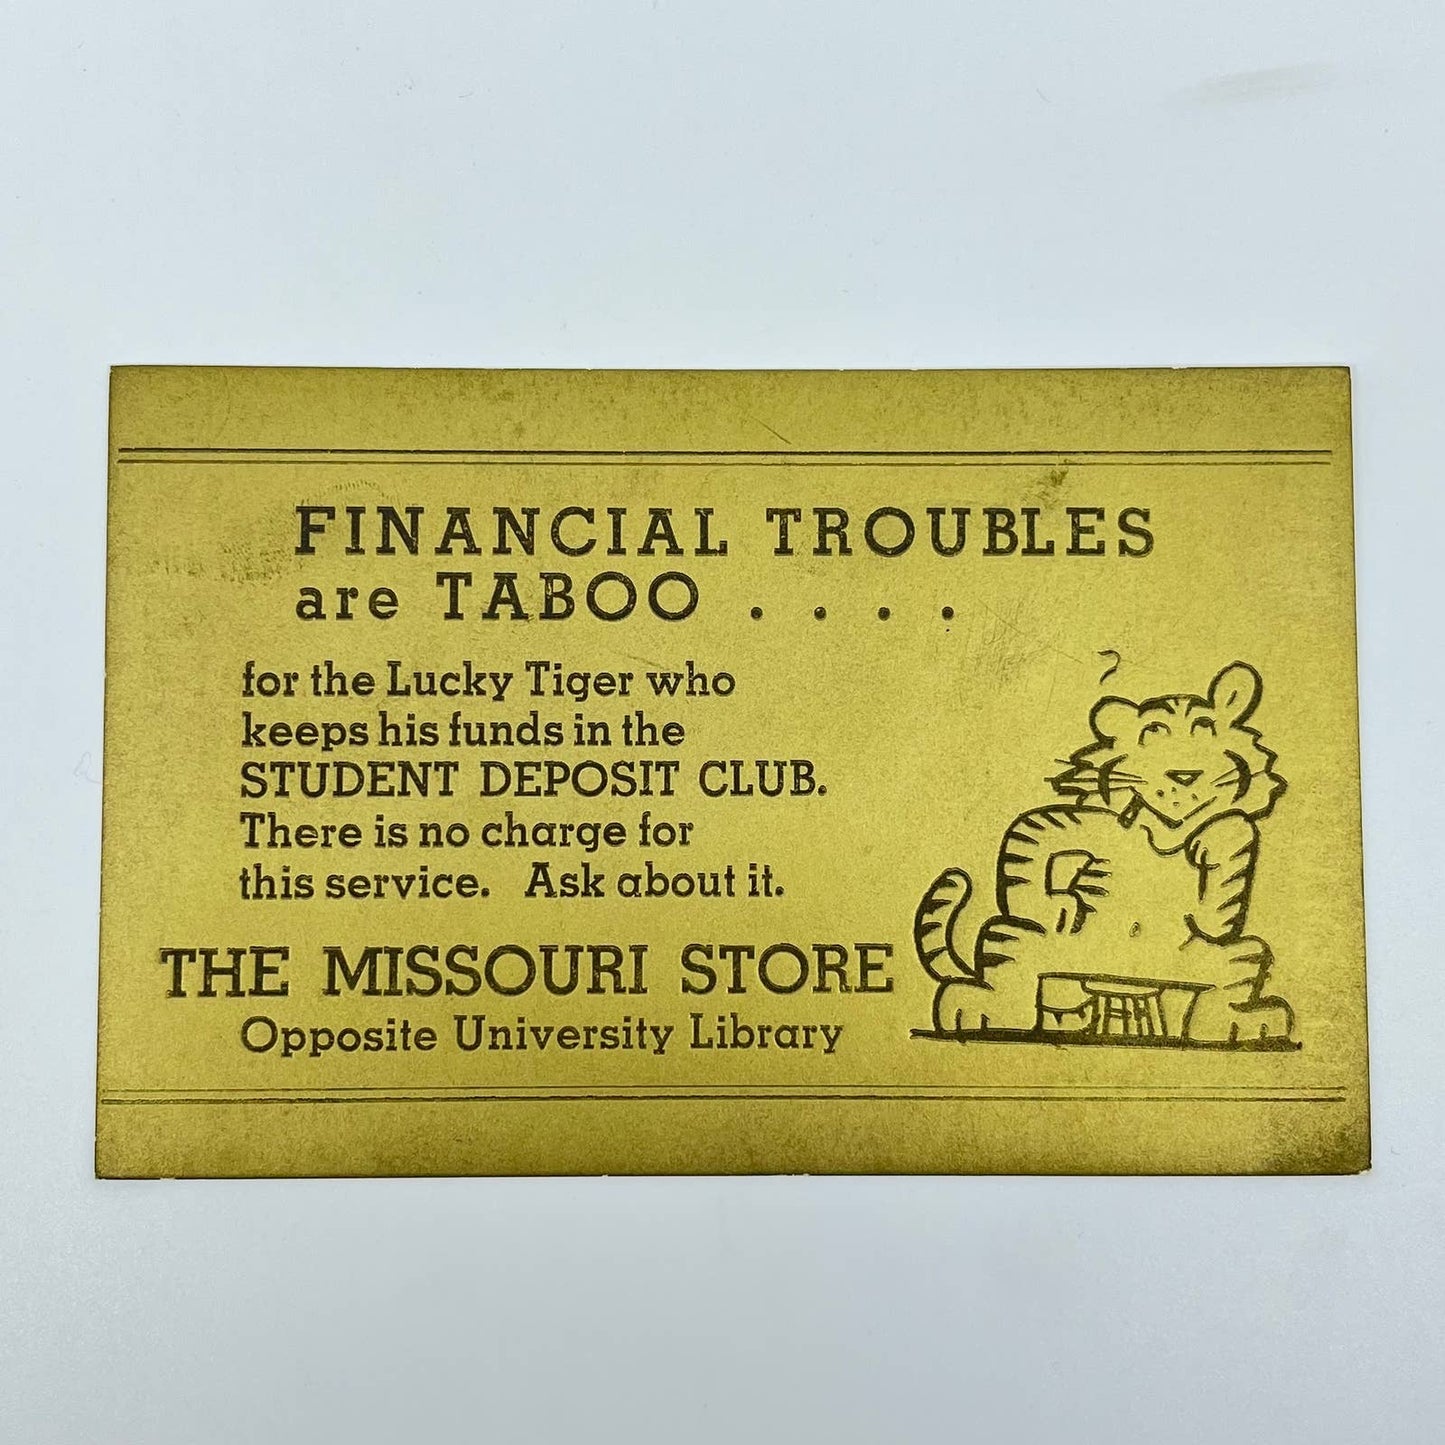 FINANCIAL TROUBLES
are TABOO . . . .
for the Lucky Tiger who
keeps his funds in the
STUDENT DEPOSIT CLUB.
There is no charge for
this service. Ask about it.
THE MISSOURI STORE
Opposite University Library